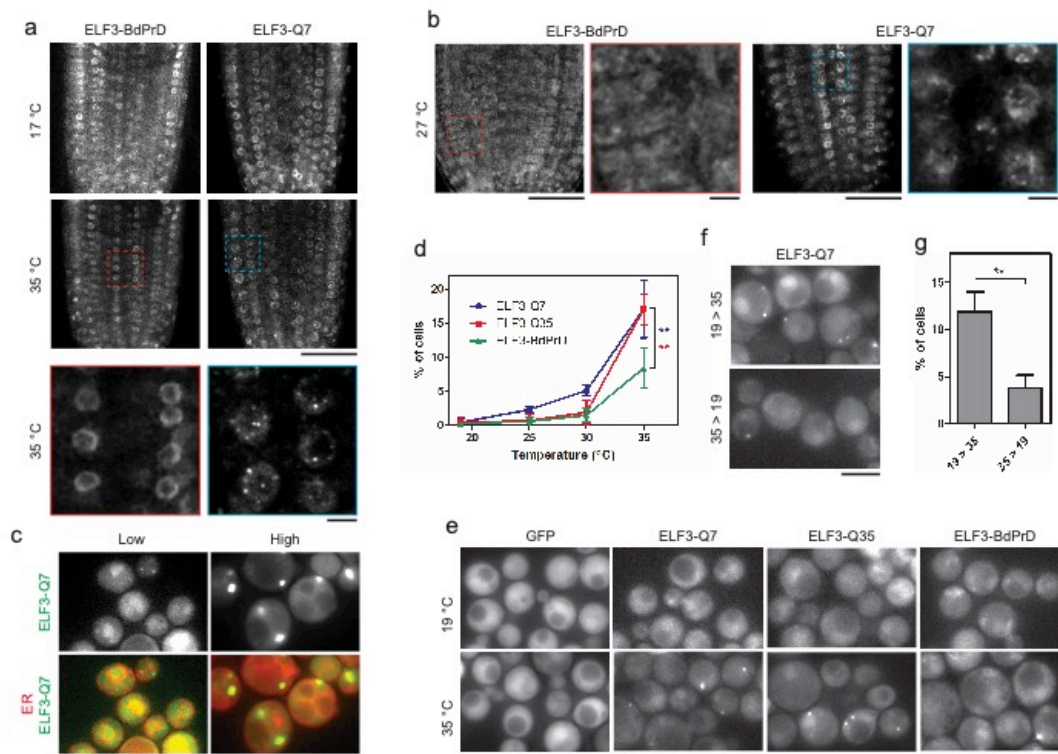 a
ELF3-BdPrD ELF3-Q7
17 °C
35 °C
35 °C
b
ELF3-BdPrD ELF3-Q7
27 °C
c
Low High
ELF3-Q7
ER
ELF3-Q7
d
% of cells
20
15
10
5
0
ELF3-Q7
ELF3-Q35
ELF3-BdPrD
**
**
20 25 30 35
Temperature (°C)
f
ELF3-Q7
19 > 35
35 > 19
g
% of cells
15
10
5
0
**
19 > 35
35 > 19
e
GFP ELF3-Q7 ELF3-Q35 ELF3-BdPrD
19 °C
35 °C